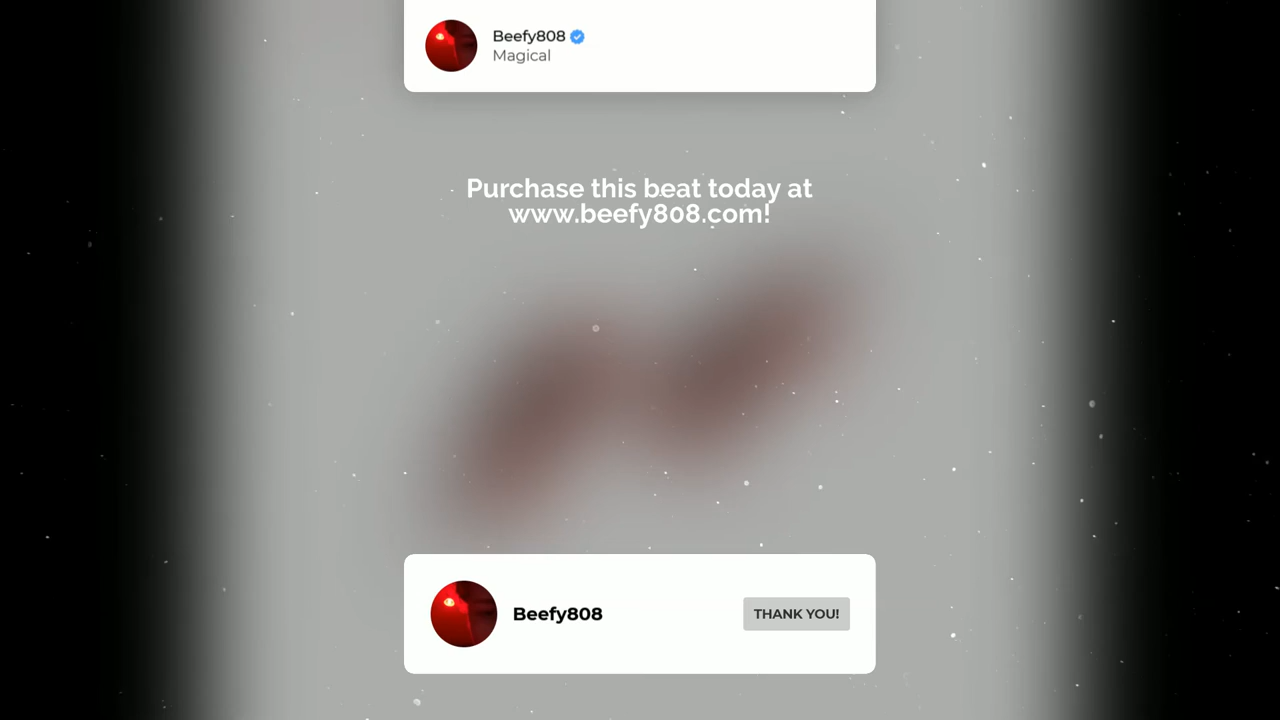 Beefy808
Magical
Purchase this beat today at
www.beefy808.com!
Beefy808
THANK YOU!